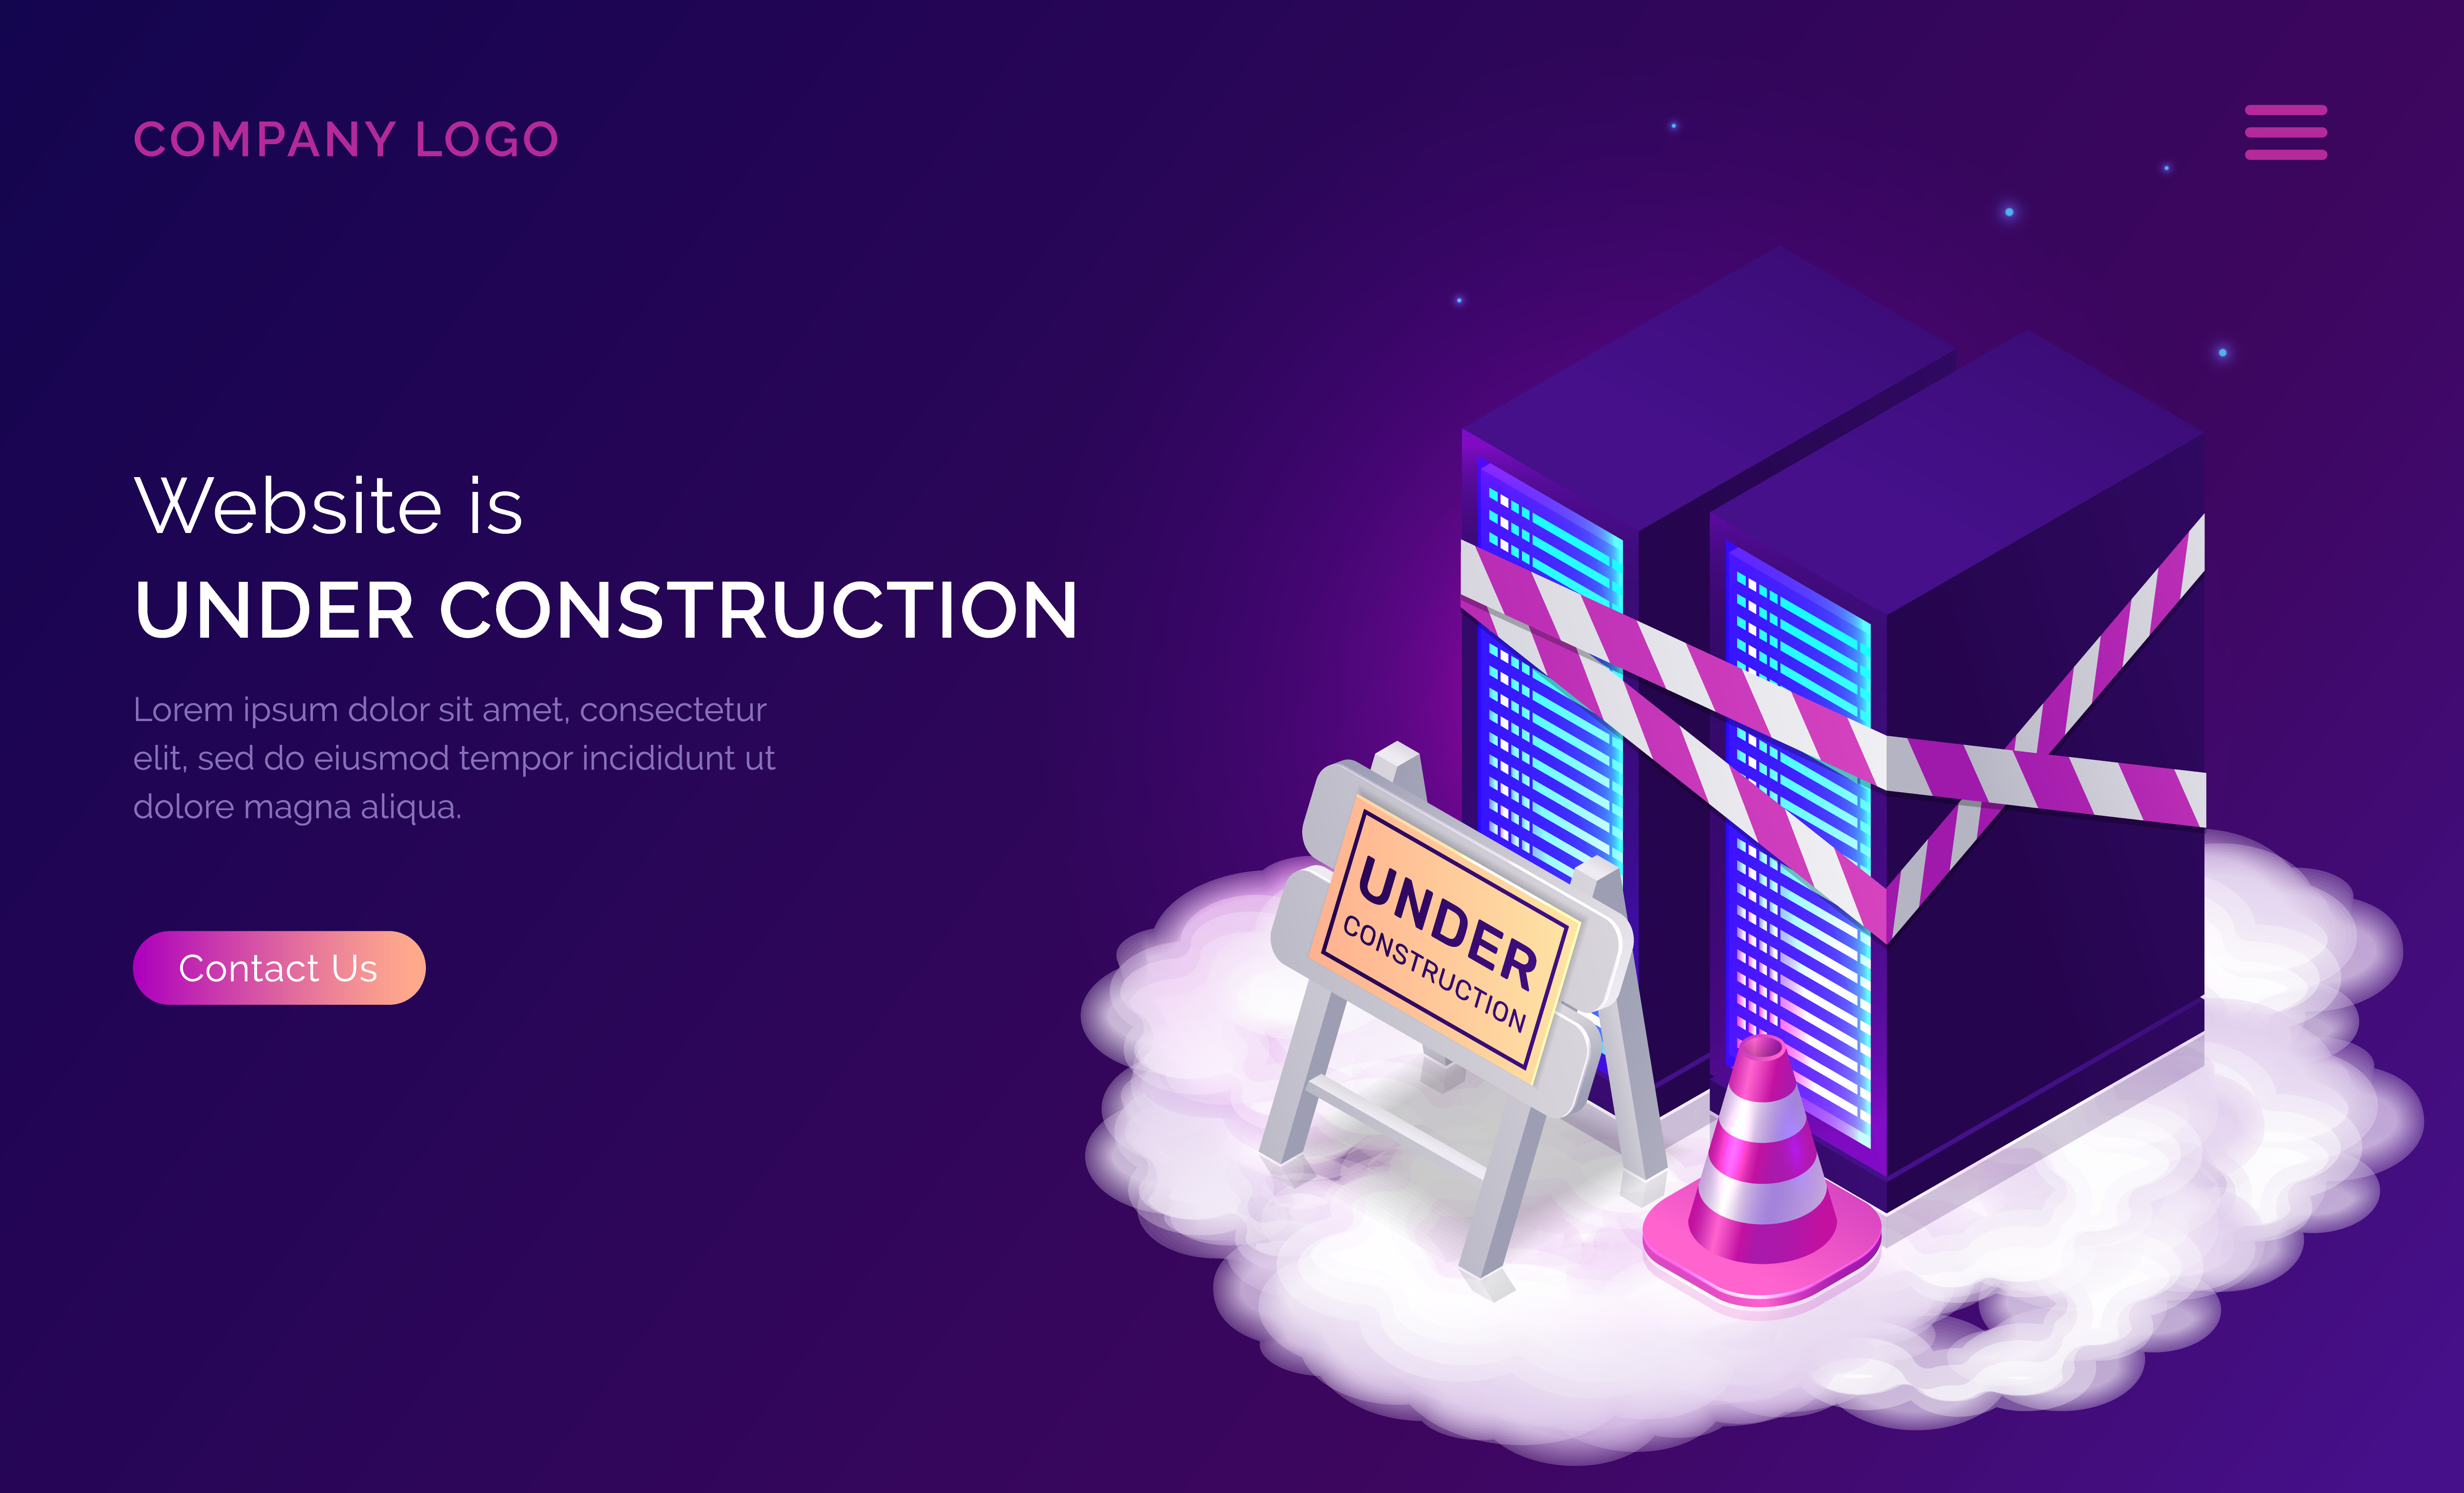 COMPANY LOGO
Website is
UNDER CONSTRUCTION
Lorem ipsum dolor sit amet, consectetur
elit, sed do eiusmod tempor incididunt ut
dolore magna aliqua.
Contact Us
UNDER
CONSTRUCTION